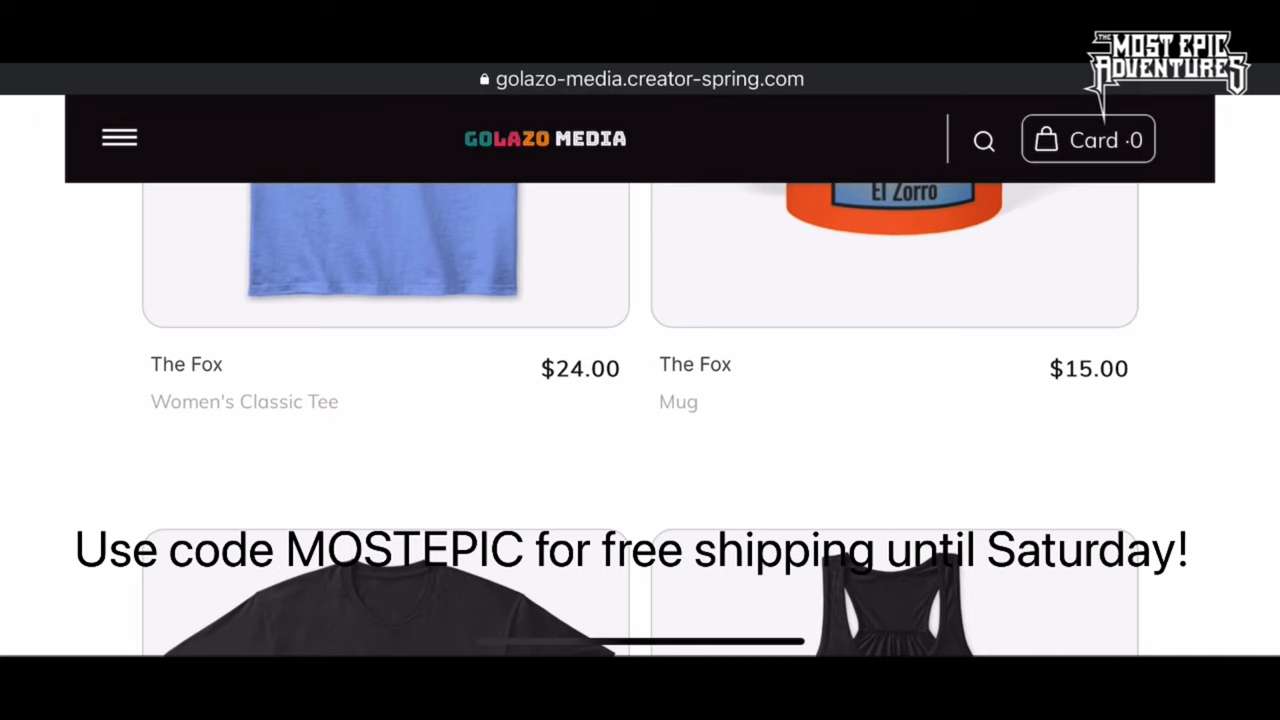 THE
MOST EPIC
ADVENTURES
golazo-media.creator-spring.com
GOLAZO MEDIA
Card ·0
El Zorro
The Fox
$24.00
The Fox
$15.00
Women's Classic Tee
Mug
Use code MOSTEPIC for free shipping until Saturday!